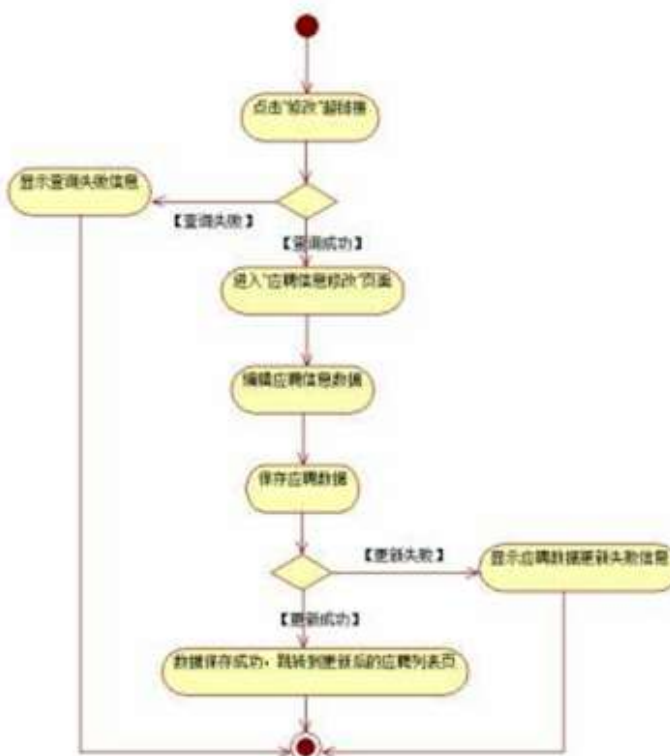 点击"修改"超链接
显示查询失败信息
【查询失败】
【查询成功】
进入"应聘信息修改"页面
编辑应聘信息数据
保存应聘数据
【更新失败】
显示应聘数据更新失败信息
【更新成功】
数据保存成功，跳转到更新后的应聘列表页